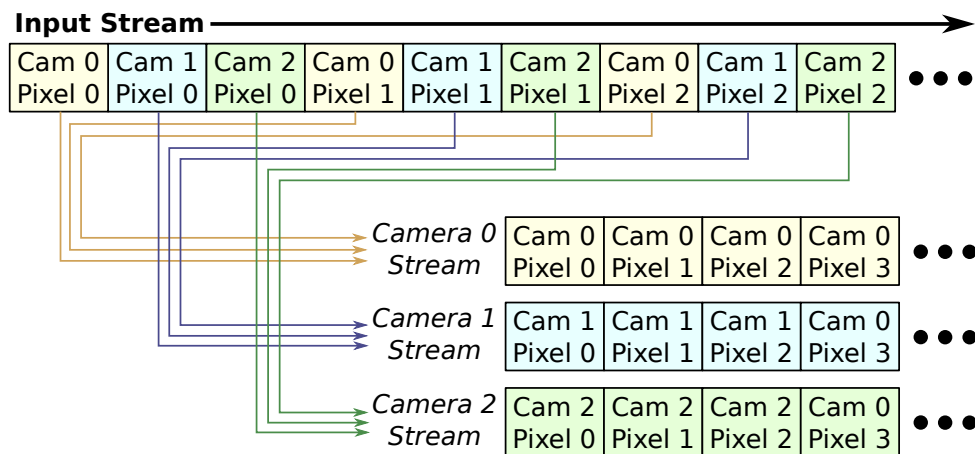 Input Stream
Cam 0 Cam 1 Cam 2 Cam 0 Cam 1 Cam 2 Cam 0 Cam 1 Cam 2
Pixel 0 Pixel 0 Pixel 0 Pixel 1 Pixel 1 Pixel 1 Pixel 2 Pixel 2 Pixel 2
Camera 0 Cam 0 Cam 0 Cam 0 Cam 0
Stream Pixel 0 Pixel 1 Pixel 2 Pixel 3
Camera 1 Cam 1 Cam 1 Cam 1 Cam 0
Stream Pixel 0 Pixel 1 Pixel 2 Pixel 3
Camera 2 Cam 2 Cam 2 Cam 2 Cam 0
Stream Pixel 0 Pixel 1 Pixel 2 Pixel 3